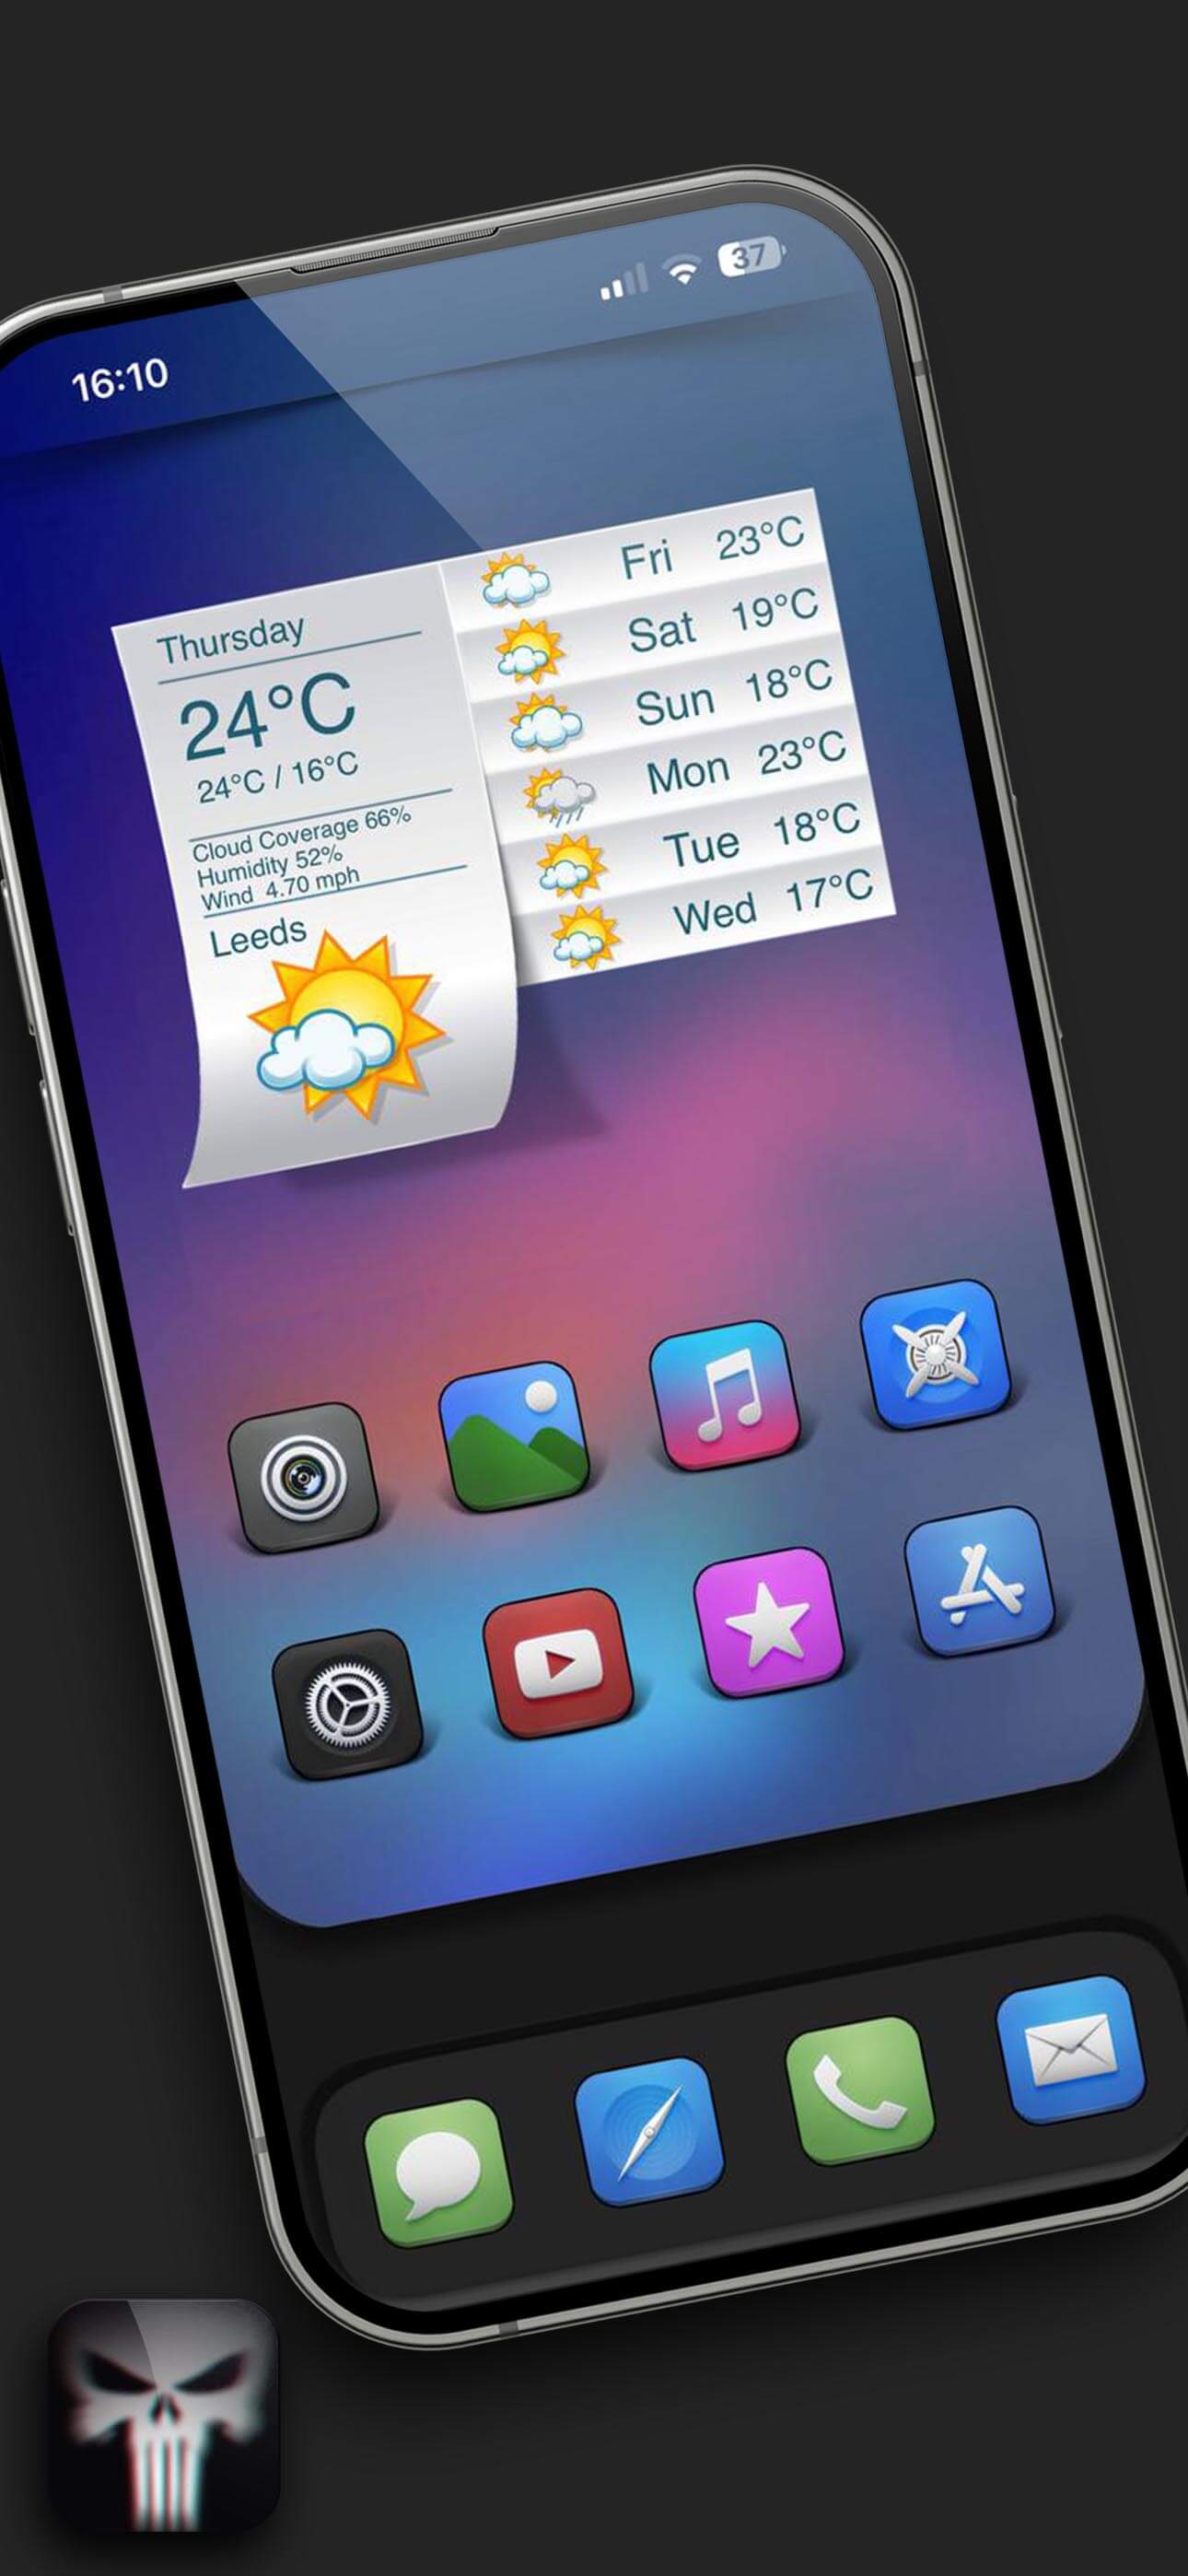 16:10
37
Thursday
24°C
24°C / 16°C
Cloud Coverage 66%
Humidity 52%
Wind 4.70 mph
Leeds
Fri 23°C
Sat 19°C
Sun 18°C
Mon 23°C
Tue 18°C
Wed 17°C